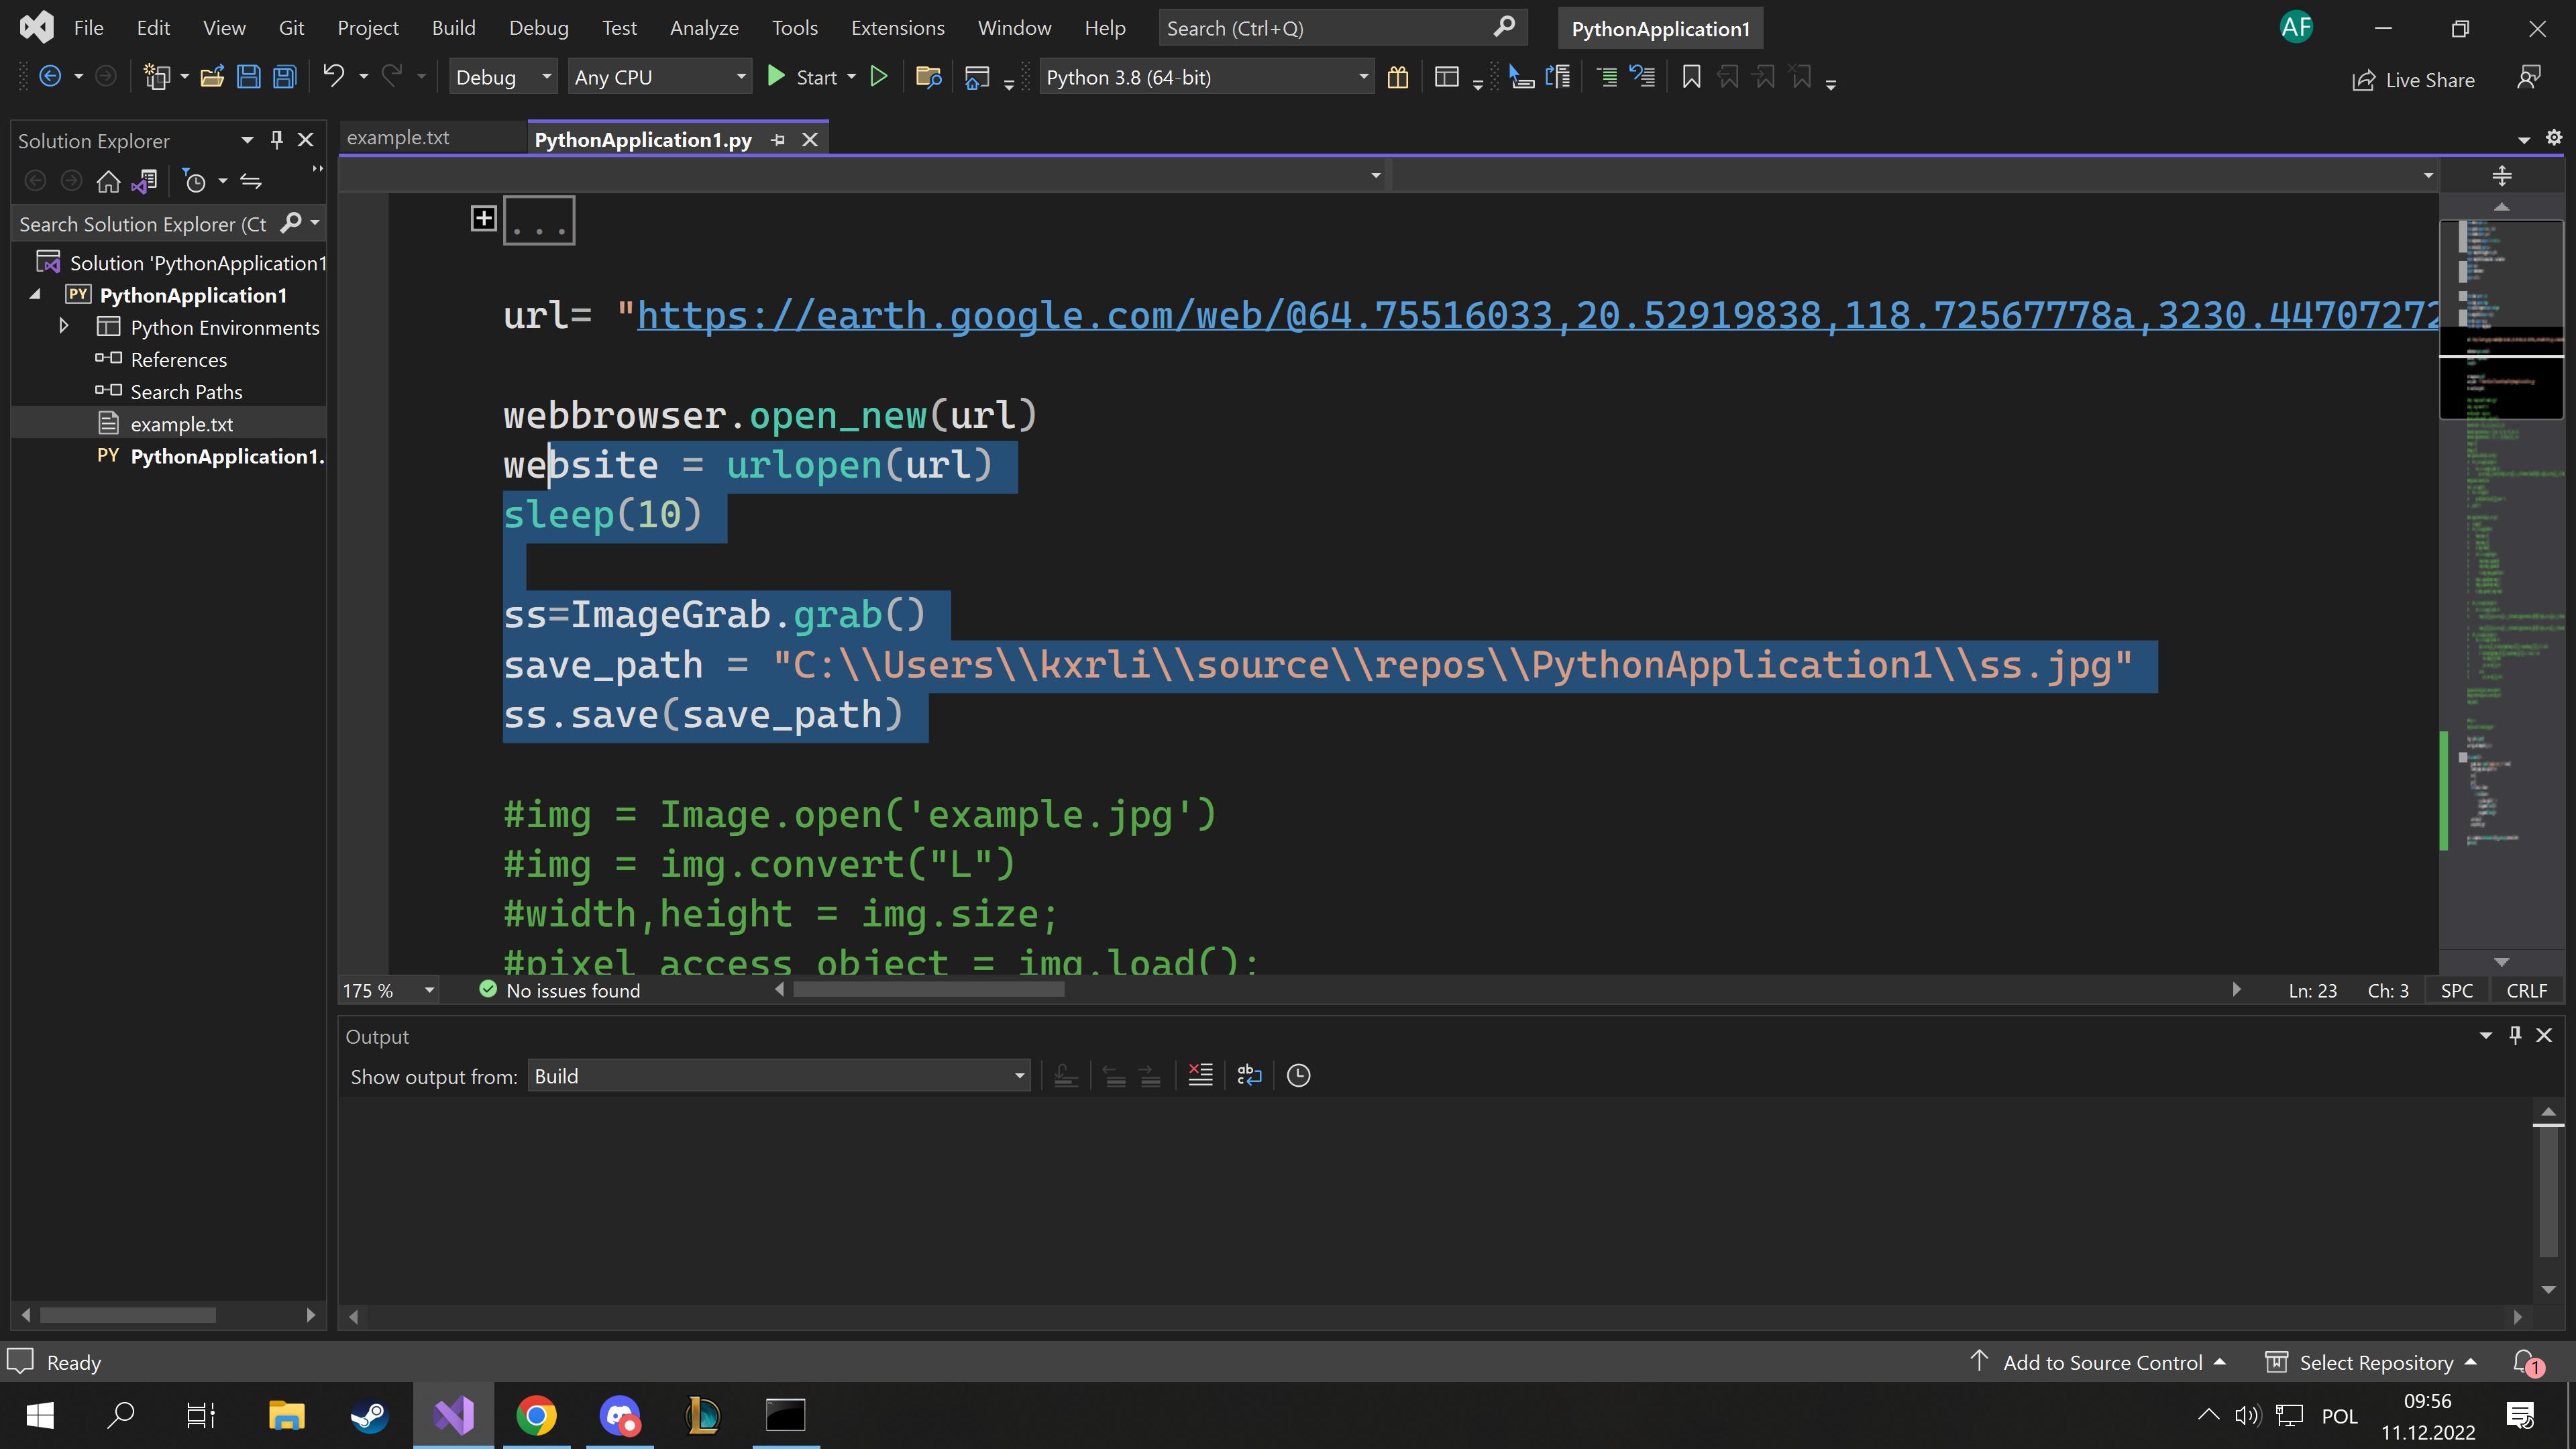 File Edit View Git Project Build Debug Test Analyze Tools Extensions Window Help Search (Ctrl+Q) PythonApplication1 AF
Debug Any CPU Start Python 3.8 (64-bit) Live Share
Solution Explorer
Search Solution Explorer (Ct
Solution 'PythonApplication1
PY PythonApplication1
Python Environments
References
Search Paths
example.txt
PY PythonApplication1.
example.txt PythonApplication1.py
...
url= "https://earth.google.com/web/@64.75516033,20.52919838,118.72567778a,3230.44707272
webbrowser.open_new(url)
website = urlopen(url)
sleep(10)
ss=ImageGrab.grab()
save_path = "C:\\Users\\kxrli\\source\\repos\\PythonApplication1\\ss.jpg"
ss.save(save_path)
#img = Image.open('example.jpg')
#img = img.convert("L")
#width,height = img.size;
#pixel_access_object = img.load();
175 % No issues found Ln: 23 Ch: 3 SPC CRLF
Output
Show output from: Build
Ready Add to Source Control Select Repository 1
POL 09:56
11.12.2022